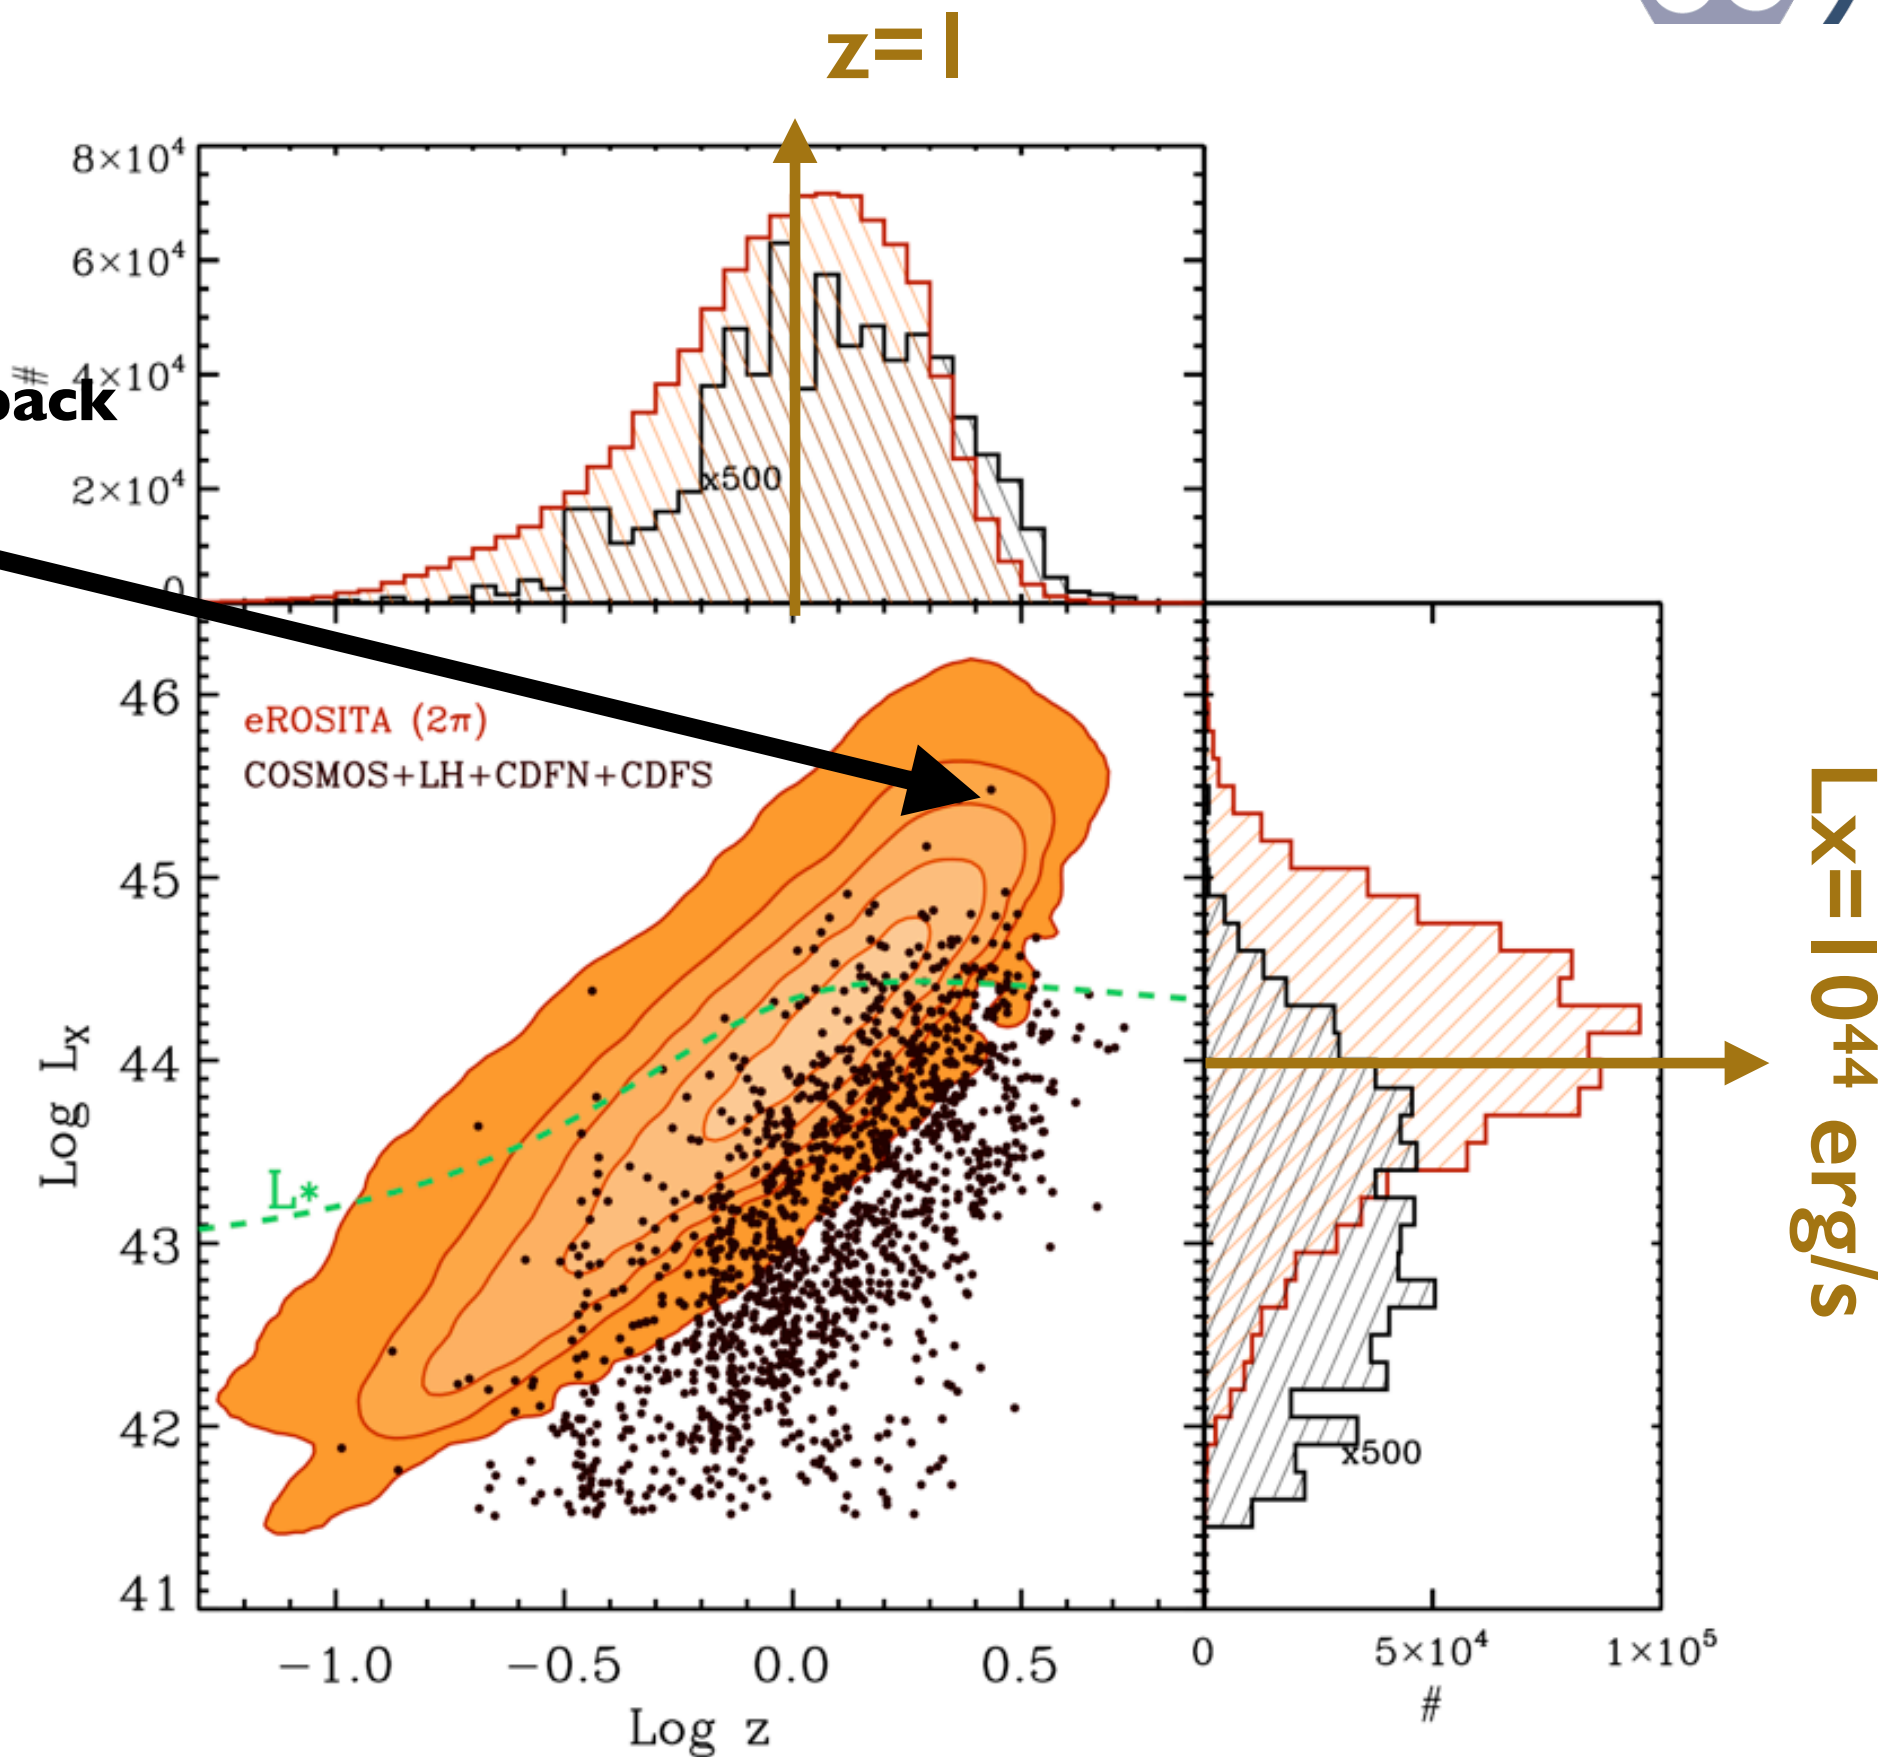 z=1
8×10⁴
6×10⁴
#
4×10⁴
back
2×10⁴
x500
0
46
eROSITA (2π)
COSMOS+LH+CDFN+CDFS
45
Lx=10⁴⁴ erg/s
44
Log Lx
L*
43
42
x500
41
−1.0 −0.5 0.0 0.5
0 5×10⁴ 1×10⁵
Log z
#